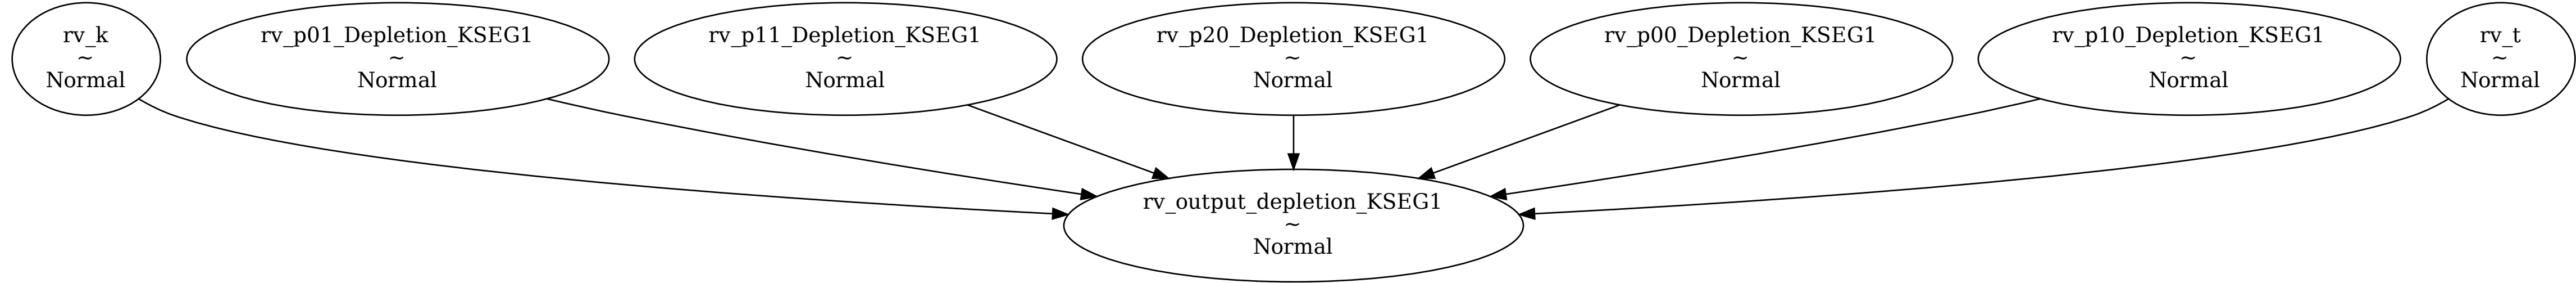 rv_k
~
Normal
rv_p01_Depletion_KSEG1
~
Normal
rv_p11_Depletion_KSEG1
~
Normal
rv_p20_Depletion_KSEG1
~
Normal
rv_p00_Depletion_KSEG1
~
Normal
rv_p10_Depletion_KSEG1
~
Normal
rv_t
~
Normal
rv_output_depletion_KSEG1
~
Normal